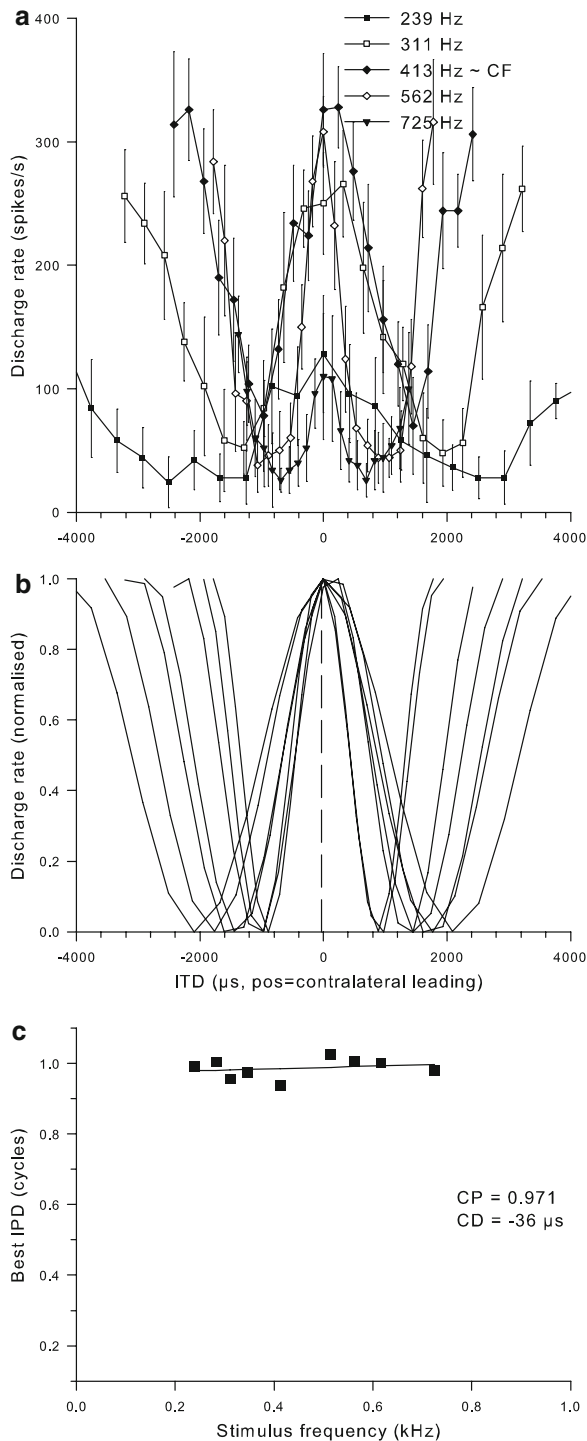 a
239 Hz
311 Hz
413 Hz ~ CF
562 Hz
725 Hz
400
300
200
100
0
Discharge rate (spikes/s)
-4000
-2000
0
2000
4000
b
1.0
0.8
0.6
0.4
0.2
0.0
Discharge rate (normalised)
-4000
-2000
0
2000
4000
ITD (µs, pos=contralateral leading)
c
1.0
0.8
0.6
0.4
0.2
Best IPD (cycles)
CP = 0.971
CD = -36 µs
0.0
0.2
0.4
0.6
0.8
1.0
Stimulus frequency (kHz)